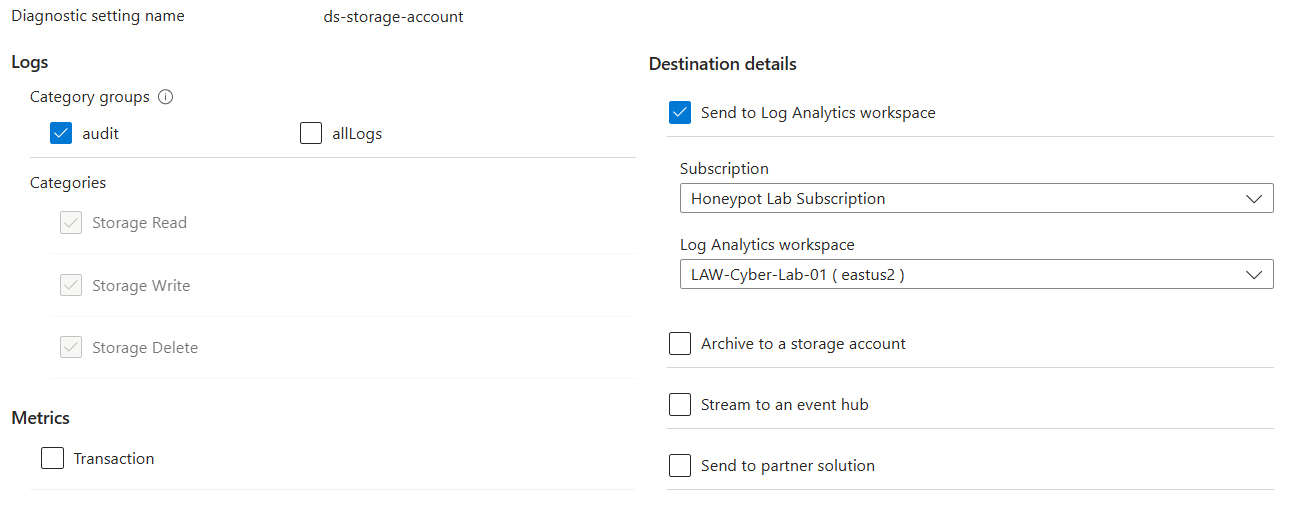 Diagnostic setting name ds-storage-account
Logs
Category groups
audit allLogs
Categories
Storage Read
Storage Write
Storage Delete
Metrics
Transaction
Destination details
Send to Log Analytics workspace
Subscription
Honeypot Lab Subscription
Log Analytics workspace
LAW-Cyber-Lab-01 ( eastus2 )
Archive to a storage account
Stream to an event hub
Send to partner solution